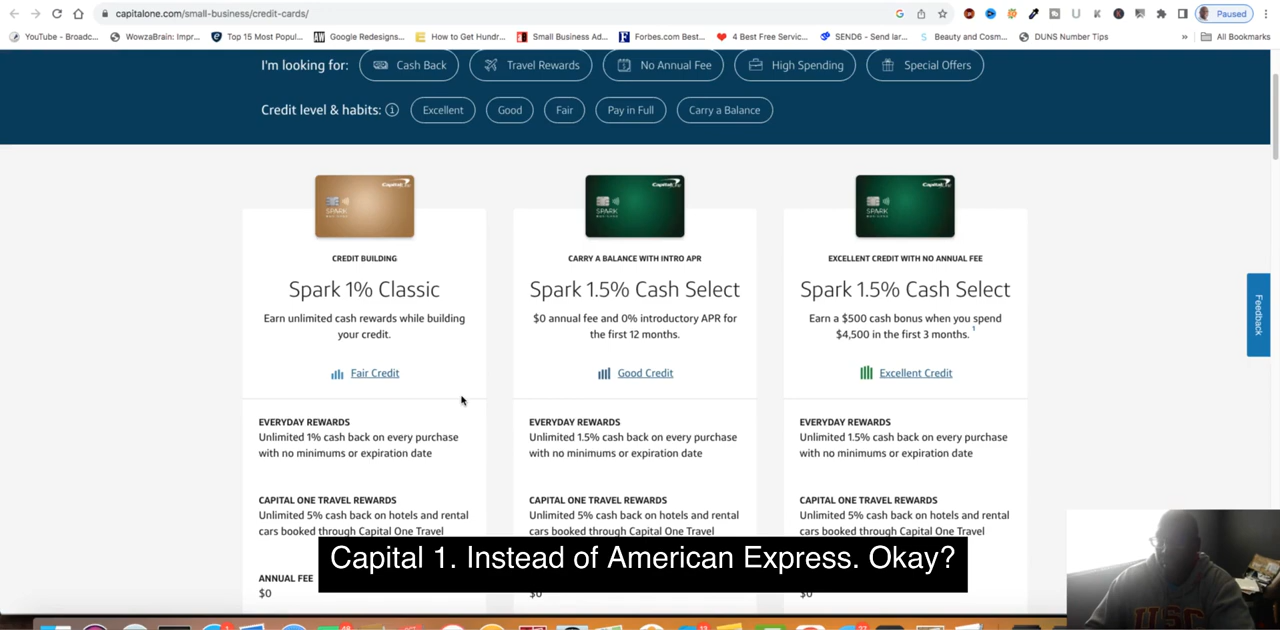 capitalone.com/small-business/credit-cards/
Paused
YouTube - Broadc...
WowzaBrain: Impr...
Top 15 Most Popul...
Google Redesigns...
How to Get Hundr...
Small Business Ad...
Forbes.com Best...
4 Best Free Servic...
SEND6 - Send lar...
Beauty and Cosm...
DUNS Number Tips
»
All Bookmarks
I'm looking for:
Cash Back
Travel Rewards
No Annual Fee
High Spending
Special Offers
Credit level & habits:
Excellent
Good
Fair
Pay in Full
Carry a Balance
CREDIT BUILDING
Spark 1% Classic
Earn unlimited cash rewards while building
your credit.
Fair Credit
EVERYDAY REWARDS
Unlimited 1% cash back on every purchase
with no minimums or expiration date
CAPITAL ONE TRAVEL REWARDS
Unlimited 5% cash back on hotels and rental
cars booked through Capital One Travel
ANNUAL FEE
$0
CARRY A BALANCE WITH INTRO APR
Spark 1.5% Cash Select
$0 annual fee and 0% introductory APR for
the first 12 months.
Good Credit
EVERYDAY REWARDS
Unlimited 1.5% cash back on every purchase
with no minimums or expiration date
CAPITAL ONE TRAVEL REWARDS
Unlimited 5% cash back on hotels and rental
cars booked through Capital One Travel
$0
EXCELLENT CREDIT WITH NO ANNUAL FEE
Spark 1.5% Cash Select
Earn a $500 cash bonus when you spend
$4,500 in the first 3 months. 1
Excellent Credit
EVERYDAY REWARDS
Unlimited 1.5% cash back on every purchase
with no minimums or expiration date
CAPITAL ONE TRAVEL REWARDS
Unlimited 5% cash back on hotels and rental
cars booked through Capital One Travel
$0
Feedback
Capital 1. Instead of American Express. Okay?
USC